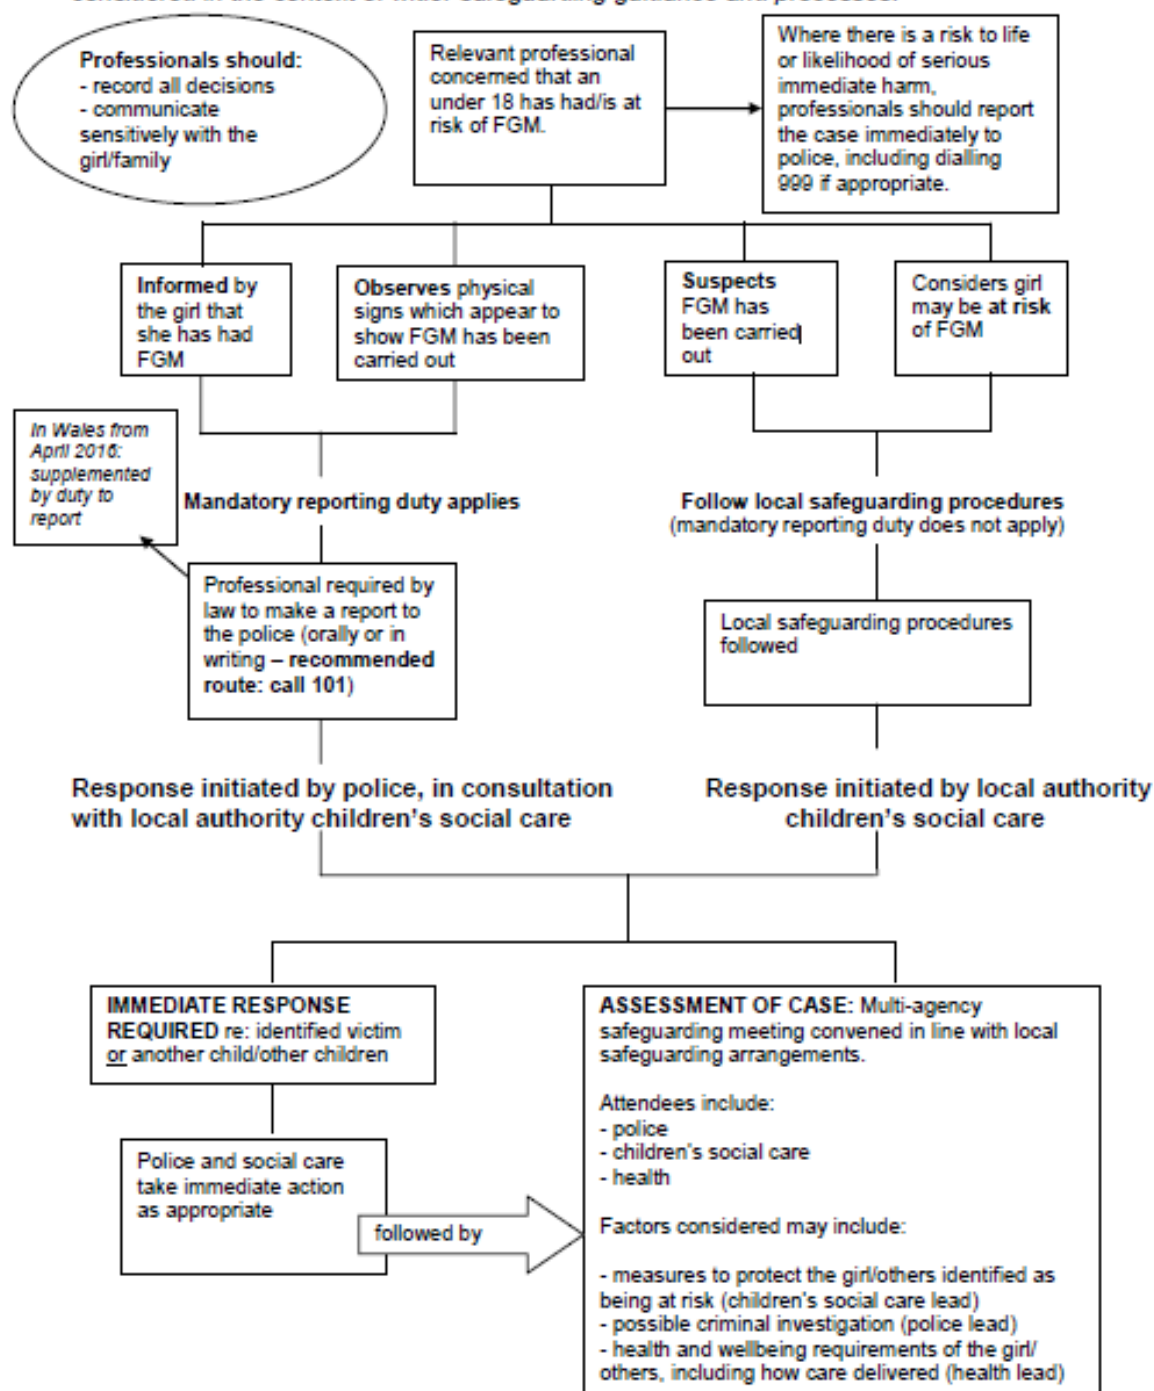 considered in the context of wider safeguarding guidance and processes.
Professionals should:
- record all decisions
- communicate
sensitively with the
girl/family
Relevant professional
concerned that an
under 18 has had/is at
risk of FGM.
Where there is a risk to life
or likelihood of serious
immediate harm,
professionals should report
the case immediately to
police, including dialling
999 if appropriate.
Informed by
the girl that
she has had
FGM
Observes physical
signs which appear to
show FGM has been
carried out
Suspects
FGM has
been carried
out
Considers girl
may be at risk
of FGM
In Wales from
April 2016:
supplemented
by duty to
report
Mandatory reporting duty applies
Follow local safeguarding procedures
(mandatory reporting duty does not apply)
Professional required by
law to make a report to
the police (orally or in
writing – recommended
route: call 101)
Local safeguarding procedures
followed
Response initiated by police, in consultation
with local authority children's social care
Response initiated by local authority
children's social care
IMMEDIATE RESPONSE
REQUIRED re: identified victim
or another child/other children
Police and social care
take immediate action
as appropriate
followed by
ASSESSMENT OF CASE: Multi-agency
safeguarding meeting convened in line with local
safeguarding arrangements.
Attendees include:
- police
- children's social care
- health
Factors considered may include:
- measures to protect the girl/others identified as
being at risk (children's social care lead)
- possible criminal investigation (police lead)
- health and wellbeing requirements of the girl/
others, including how care delivered (health lead)